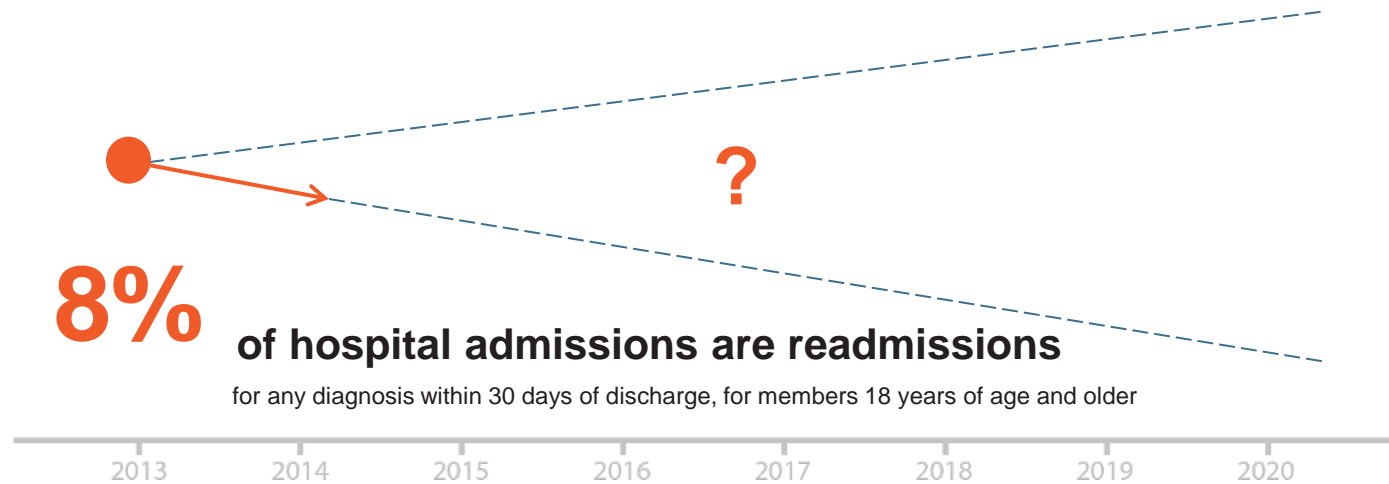 ?
8%
of hospital admissions are readmissions
for any diagnosis within 30 days of discharge, for members 18 years of age and older
2013 2014 2015 2016 2017 2018 2019 2020